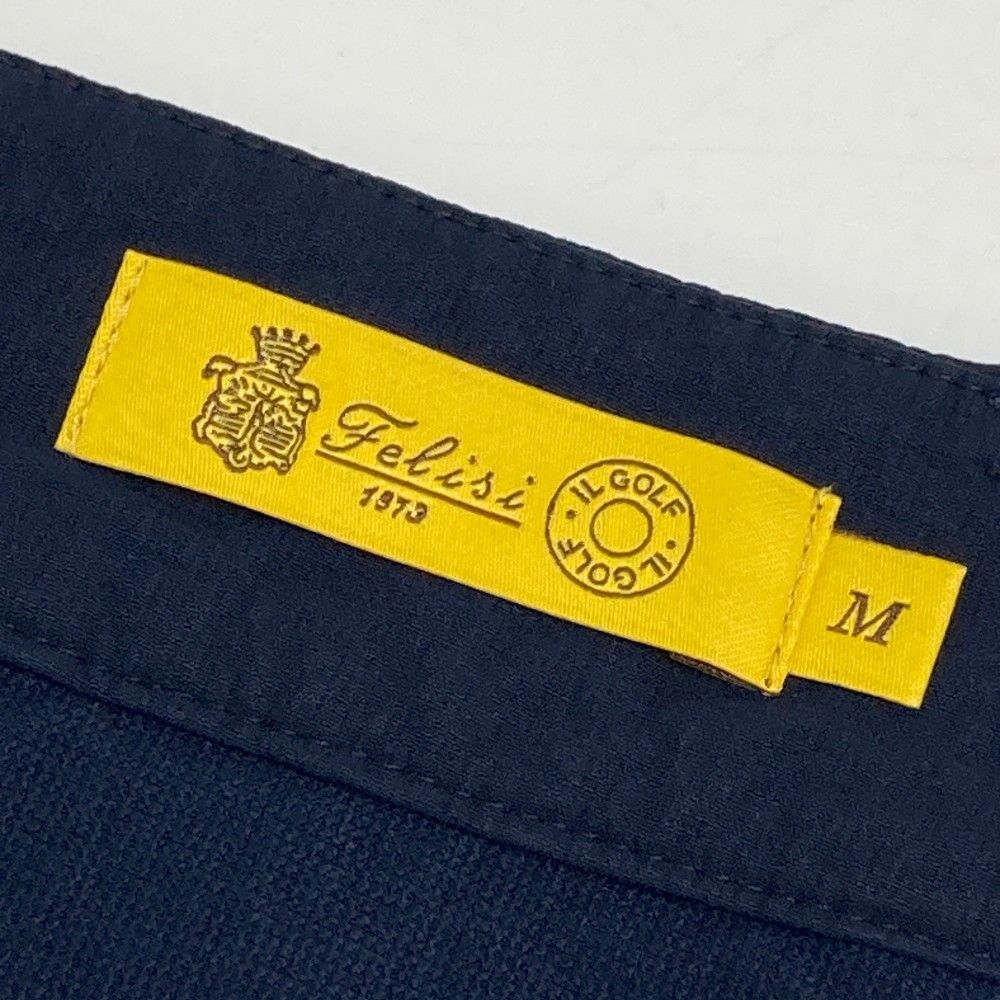 Felisi
1973
IL GOLF · IL GOLF ·
M